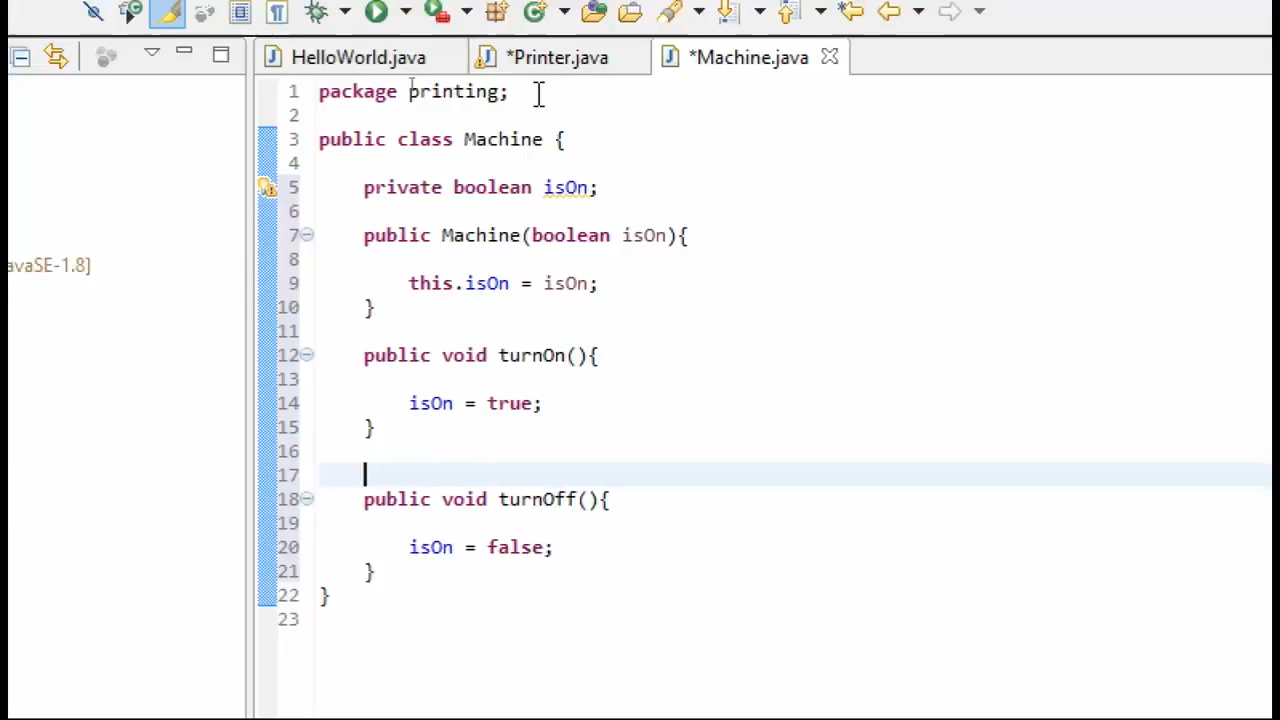 HelloWorld.java *Printer.java *Machine.java
1 package printing;
2
3 public class Machine {
4
5 private boolean isOn;
6
7 public Machine(boolean isOn){
8
avaSE-1.8]
9 this.isOn = isOn;
10 }
11
12 public void turnOn(){
13
14 isOn = true;
15 }
16
17
18 public void turnOff(){
19
20 isOn = false;
21 }
22 }
23